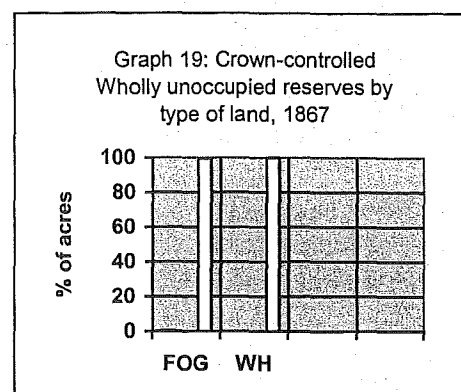 Graph 19: Crown-controlled
Wholly unoccupied reserves by
type of land, 1867
% of acres
100
80
60
40
20
0
FOG WH